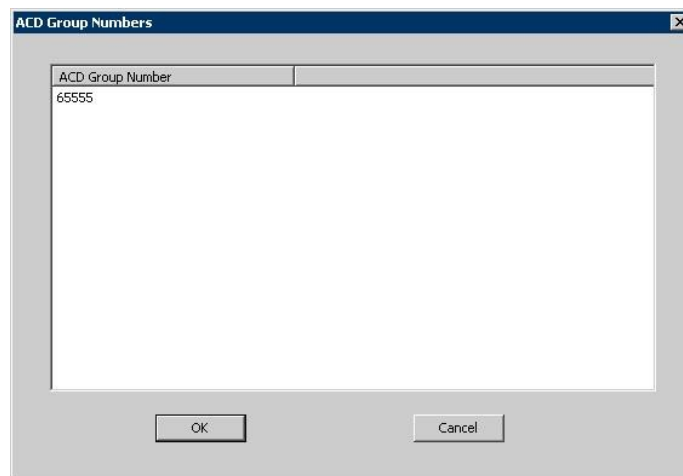 ACD Group Numbers
ACD Group Number
65555
OK
Cancel